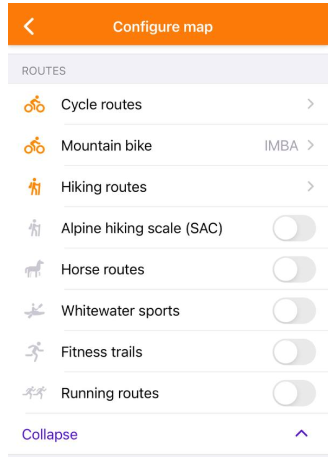 Configure map
ROUTES
Cycle routes
Mountain bike IMBA
Hiking routes
Alpine hiking scale (SAC)
Horse routes
Whitewater sports
Fitness trails
Running routes
Collapse